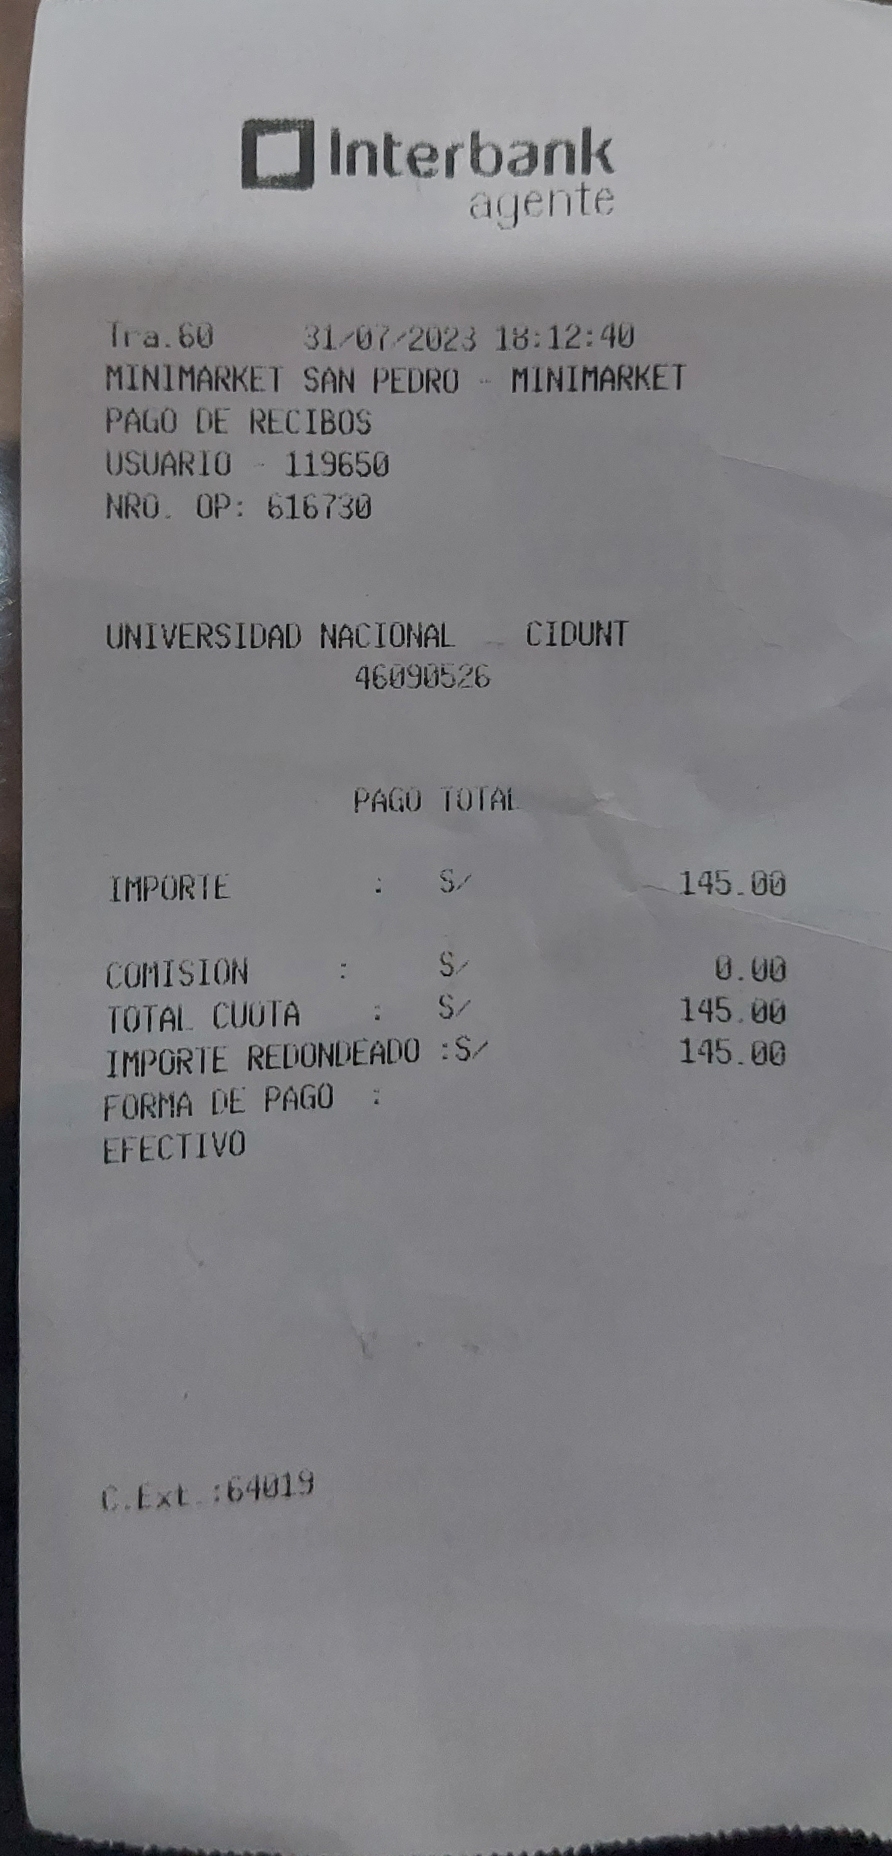 Interbank
agente
Tra.60 31/07/2023 18:12:40
MINIMARKET SAN PEDRO - MINIMARKET
PAGO DE RECIBOS
USUARIO - 119650
NRO. OP: 616730
UNIVERSIDAD NACIONAL - CIDUNT
46090526
PAGO TOTAL
IMPORTE : S/ 145.00
COMISION : S/ 0.00
TOTAL CUOTA : S/ 145.00
IMPORTE REDONDEADO :S/ 145.00
FORMA DE PAGO :
EFECTIVO
C.Ext.:64019